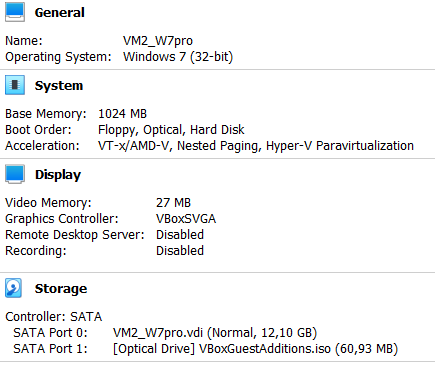 General
Name: VM2_W7pro
Operating System: Windows 7 (32-bit)
System
Base Memory: 1024 MB
Boot Order: Floppy, Optical, Hard Disk
Acceleration: VT-x/AMD-V, Nested Paging, Hyper-V Paravirtualization
Display
Video Memory: 27 MB
Graphics Controller: VBoxSVGA
Remote Desktop Server: Disabled
Recording: Disabled
Storage
Controller: SATA
SATA Port 0: VM2_W7pro.vdi (Normal, 12,10 GB)
SATA Port 1: [Optical Drive] VBoxGuestAdditions.iso (60,93 MB)